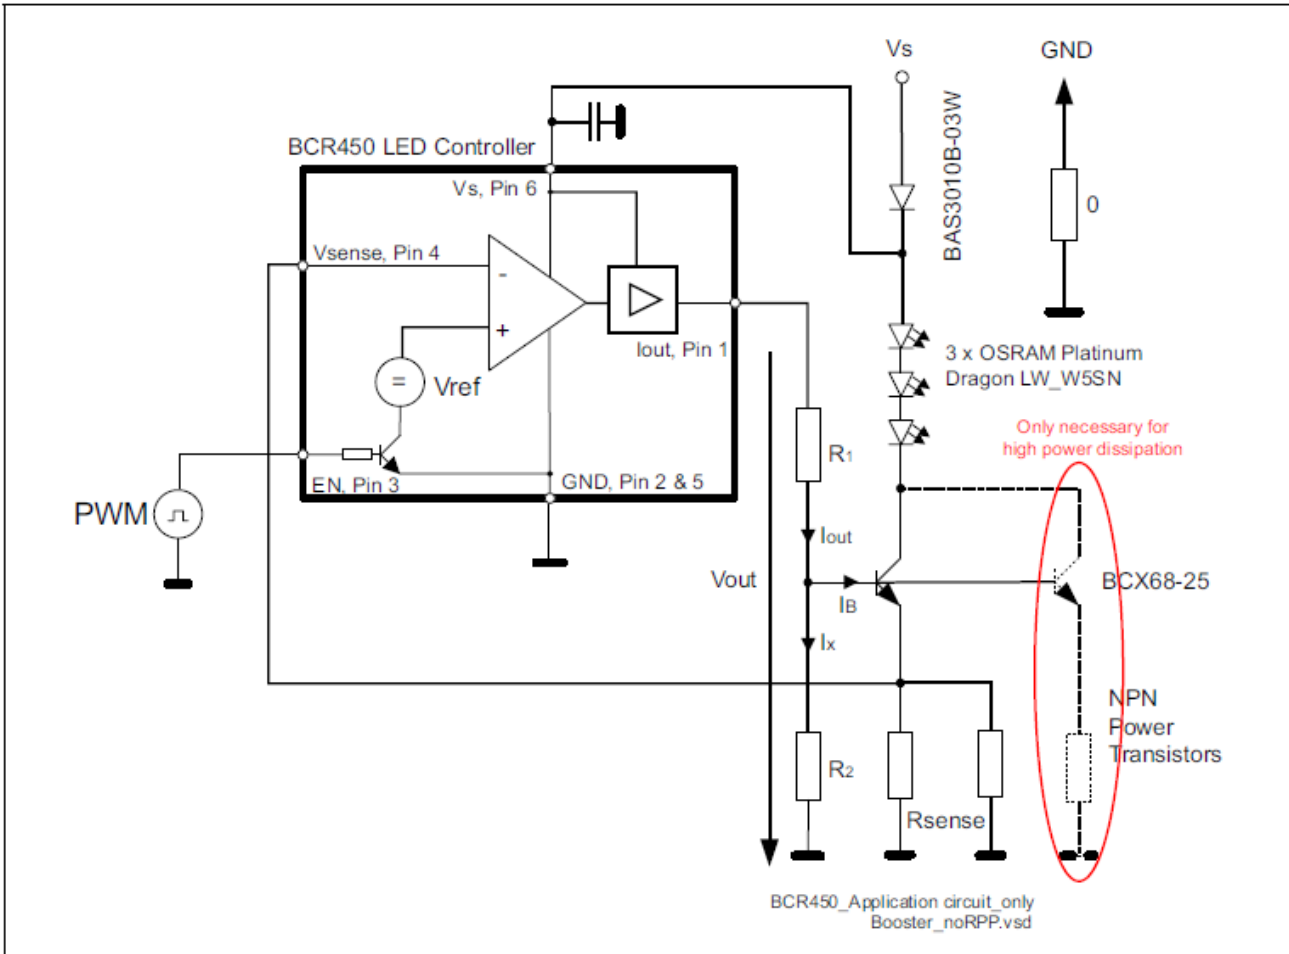 Vs
GND
BAS3010B-03W
BCR450 LED Controller
Vs, Pin 6
0
Vsense, Pin 4
-
+
Iout, Pin 1
3 x OSRAM Platinum
Dragon LW_W5SN
=
Vref
Only necessary for
high power dissipation
R1
EN, Pin 3
GND, Pin 2 & 5
PWM
Iout
Vout
IB
BCX68-25
Ix
NPN
Power
Transistors
R2
Rsense
BCR450_Application circuit_only
Booster_noRPP.vsd